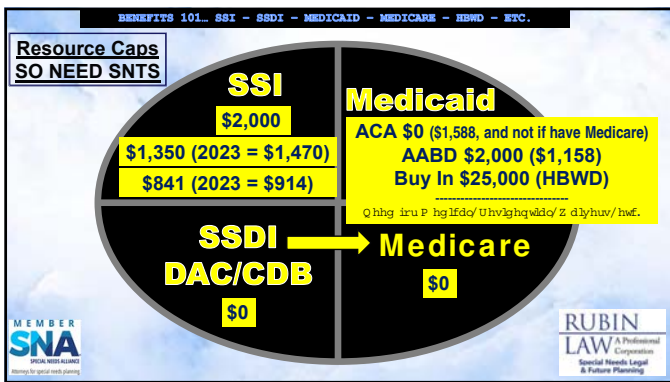 BENEFITS 101… SSI – SSDI – MEDICAID – MEDICARE – HBWD – ETC.
Resource Caps
SO NEED SNTS
SSI
$2,000
$1,350 (2023 = $1,470)
$841 (2023 = $914)
Medicaid
ACA $0 ($1,588, and not if have Medicare)
AABD $2,000 ($1,158)
Buy In $25,000 (HBWD)
--------------------------------
Q hhg iru P hglfdo/Uhvlghqwldo/Z dlyhuv/hwf.
SSDI
DAC/CDB
$0
Medicare
$0
MEMBER
SNA
SPECIAL NEEDS ALLIANCE
Attorneys for special needs planning
RUBIN
LAW A Professional
Corporation
Special Needs Legal
& Future Planning